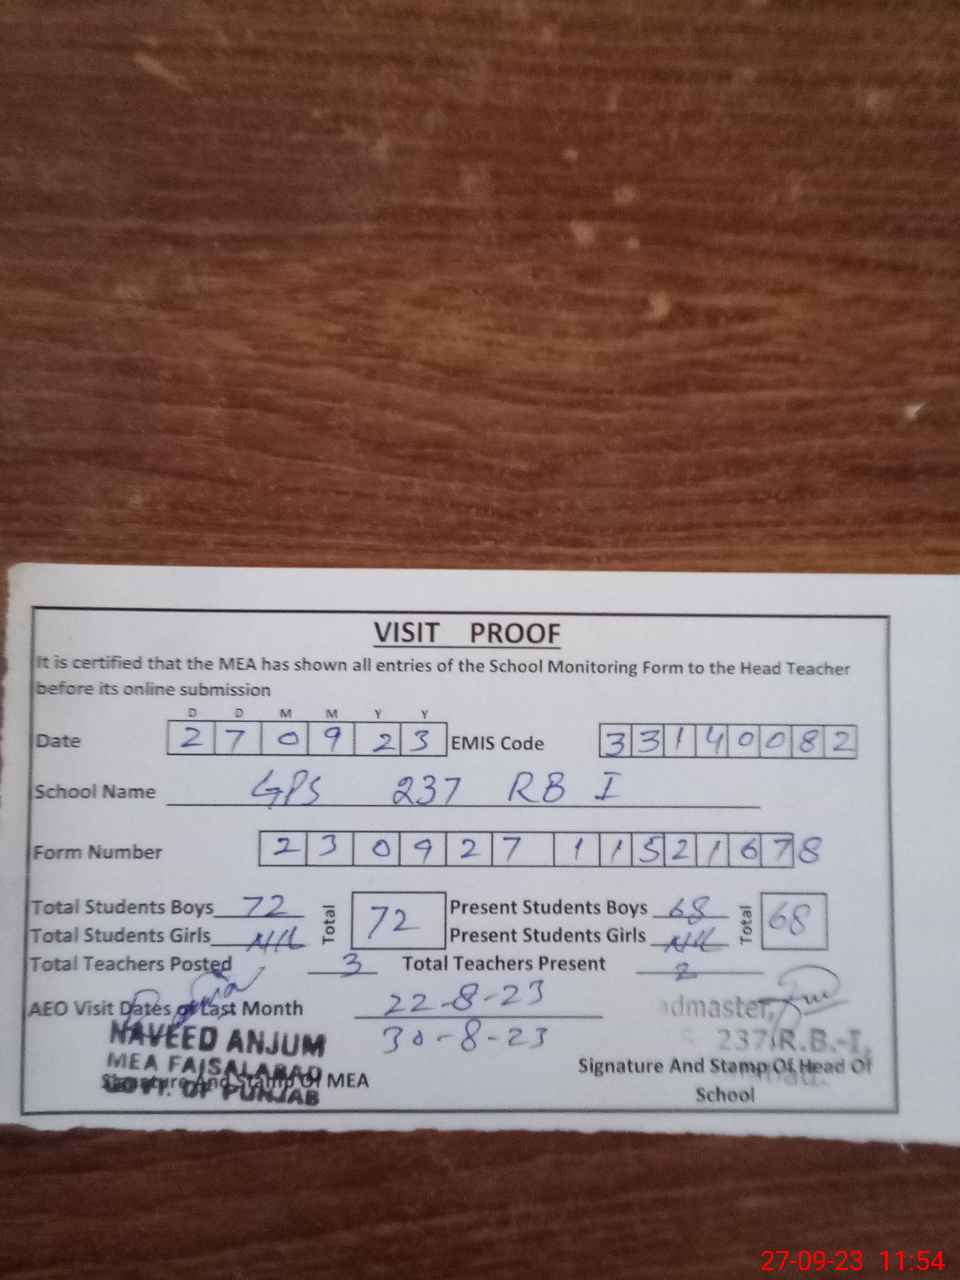 VISIT PROOF
It is certified that the MEA has shown all entries of the School Monitoring Form to the Head Teacher
before its online submission
D D M M Y Y
Date 2 7 0 9 2 3 EMIS Code 3 3 1 4 0 0 8 2
School Name GPS 237 RB I
Form Number 2 3 0 9 2 7 1 1 5 2 1 6 7 8
Total Students Boys 72 Total 72 Present Students Boys 68 Total 68
Total Students Girls Nil Present Students Girls Nil
Total Teachers Posted 3 Total Teachers Present 2
AEO Visit Dates of Last Month 22-8-23
30-8-23
admaster,
237 R.B.-I,
NAVEED ANJUM
MEA FAISALABAD
GOVT. OF PUNJAB
Signature And Stamp Of MEA
Signature And Stamp Of Head Of
School
27-09-23 11:54